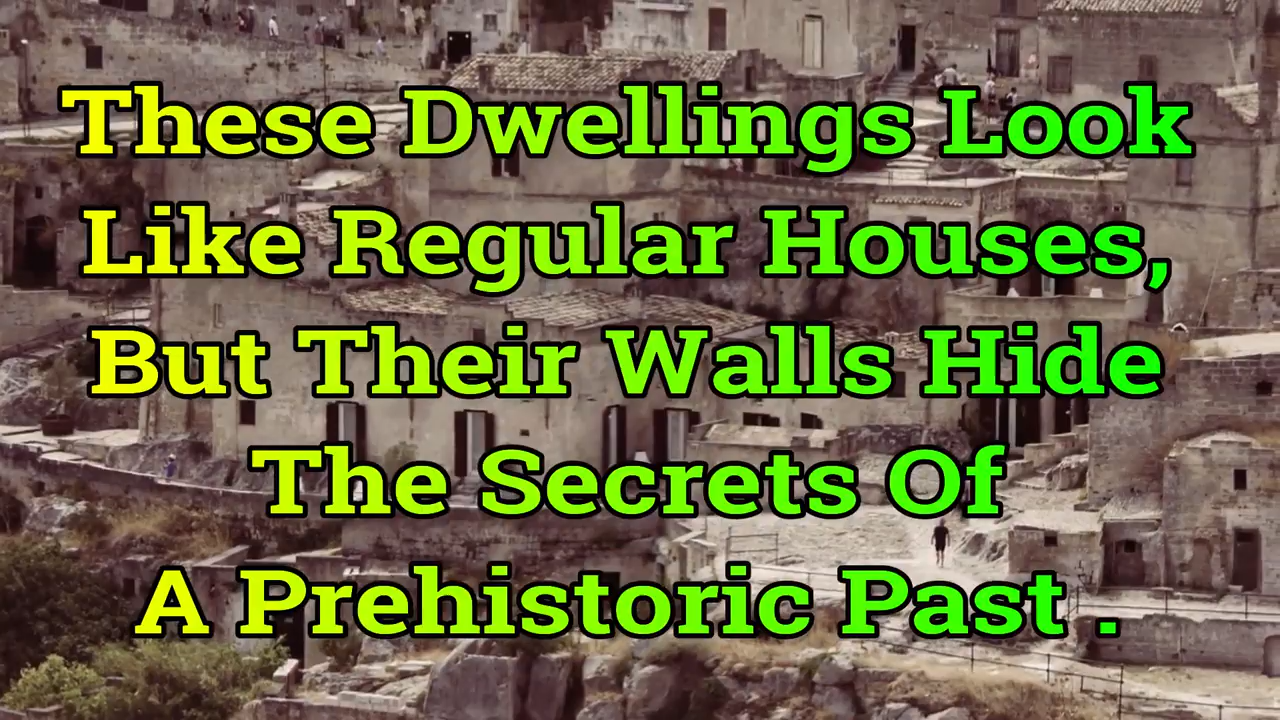 These Dwellings Look
Like Regular Houses,
But Their Walls Hide
The Secrets Of
A Prehistoric Past .